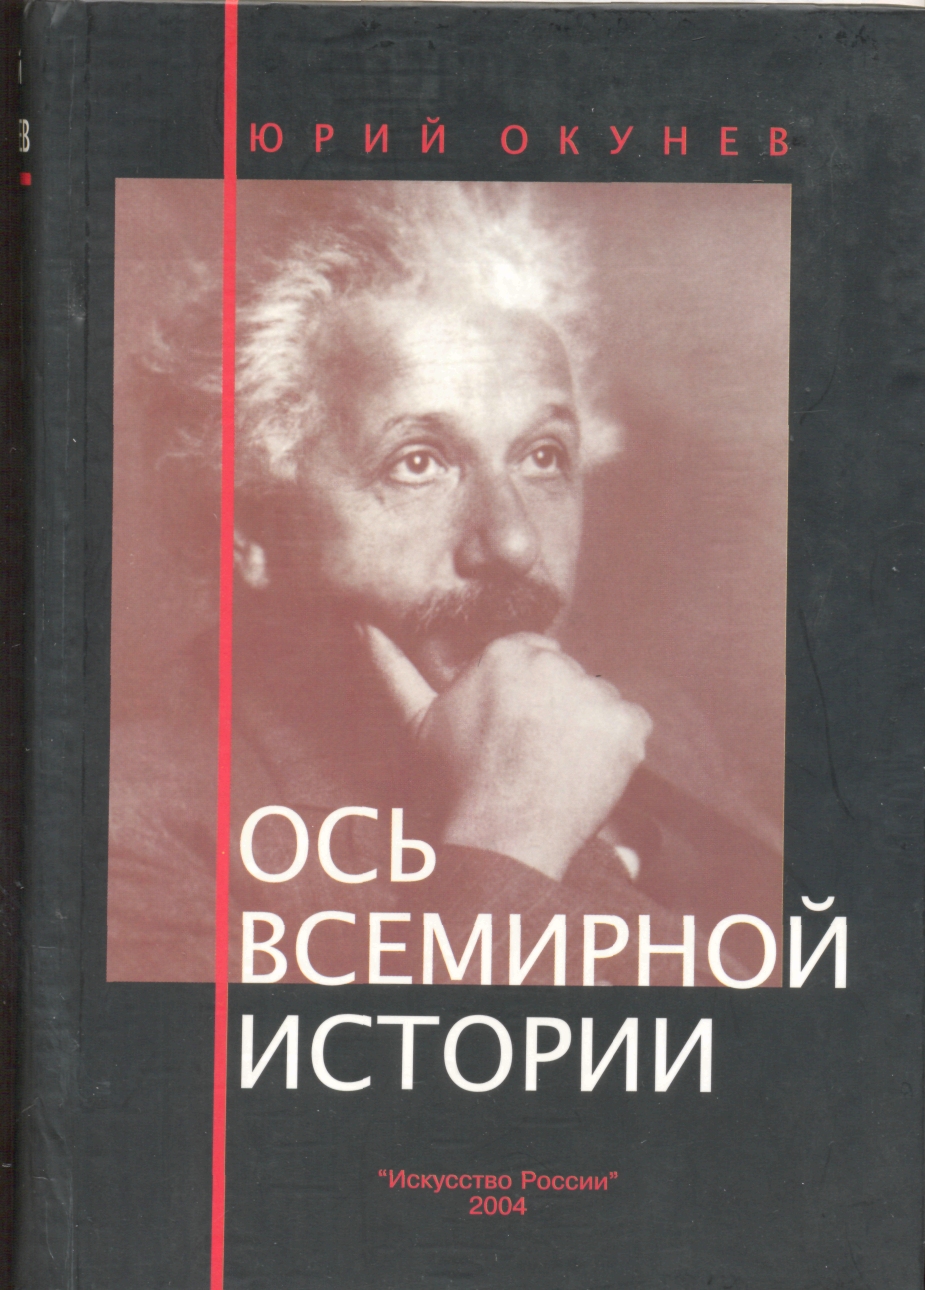 ЮРИЙ ОКУНЕВ
ОСЬ
ВСЕМИРНОЙ
ИСТОРИИ
"Искусство России"
2004